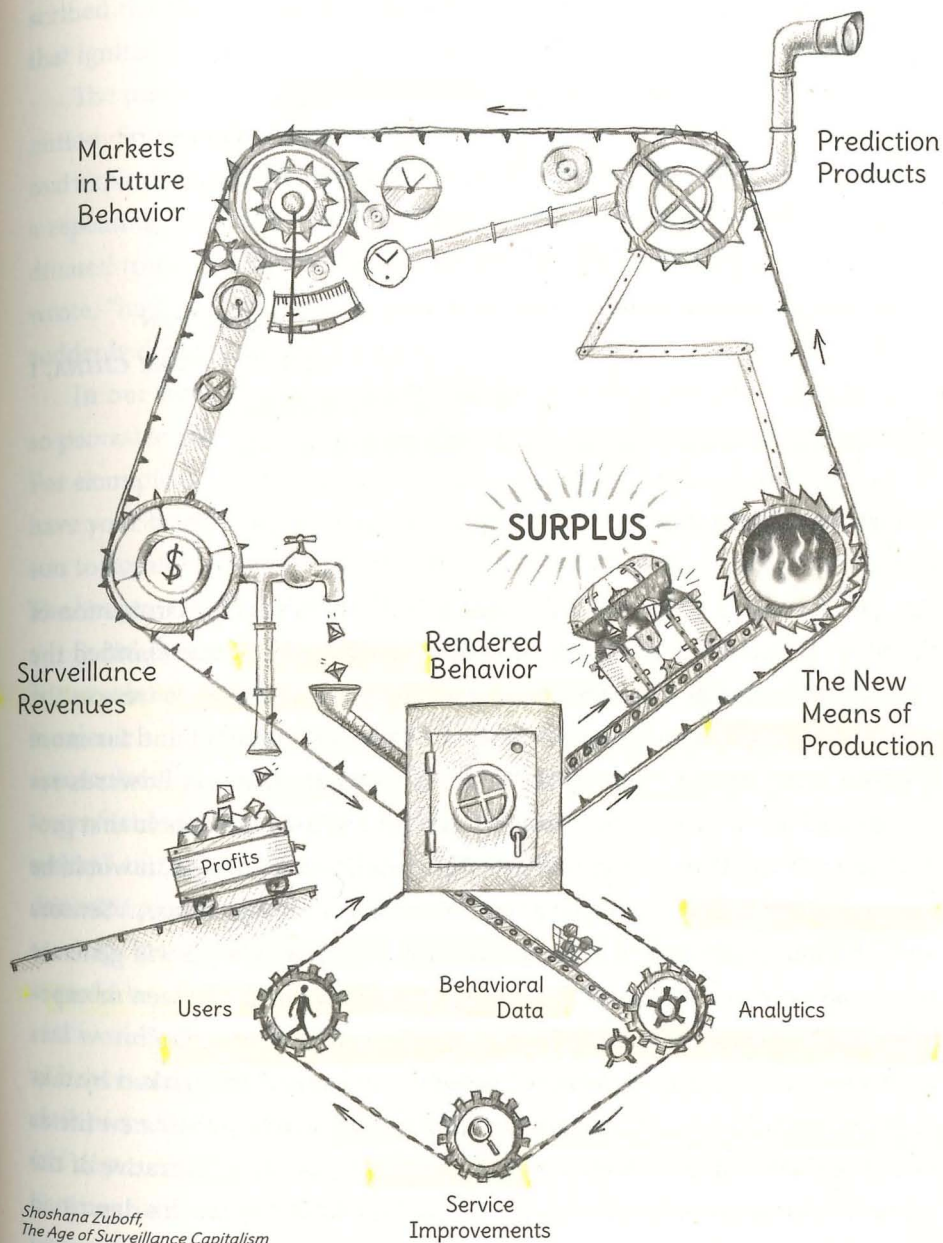 Markets
in Future
Behavior
Prediction
Products
SURPLUS
$
Rendered
Behavior
Surveillance
Revenues
The New
Means of
Production
Profits
Users
Behavioral
Data
Analytics
Service
Improvements
Shoshana Zuboff,
The Age of Surveillance Capitalism